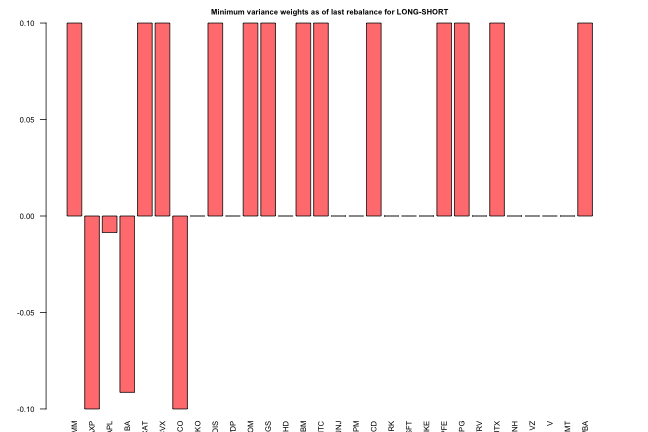 Minimum variance weights as of last rebalance for LONG-SHORT
0.10
0.05
0.00
-0.05
-0.10
MM
XP
PL
BA
AT
VX
CO
KO
DIS
DP
OM
GS
HD
BM
TC
NJ
PM
CD
RK
FT
KE
FE
PG
RV
TX
NH
VZ
V
MT
BA